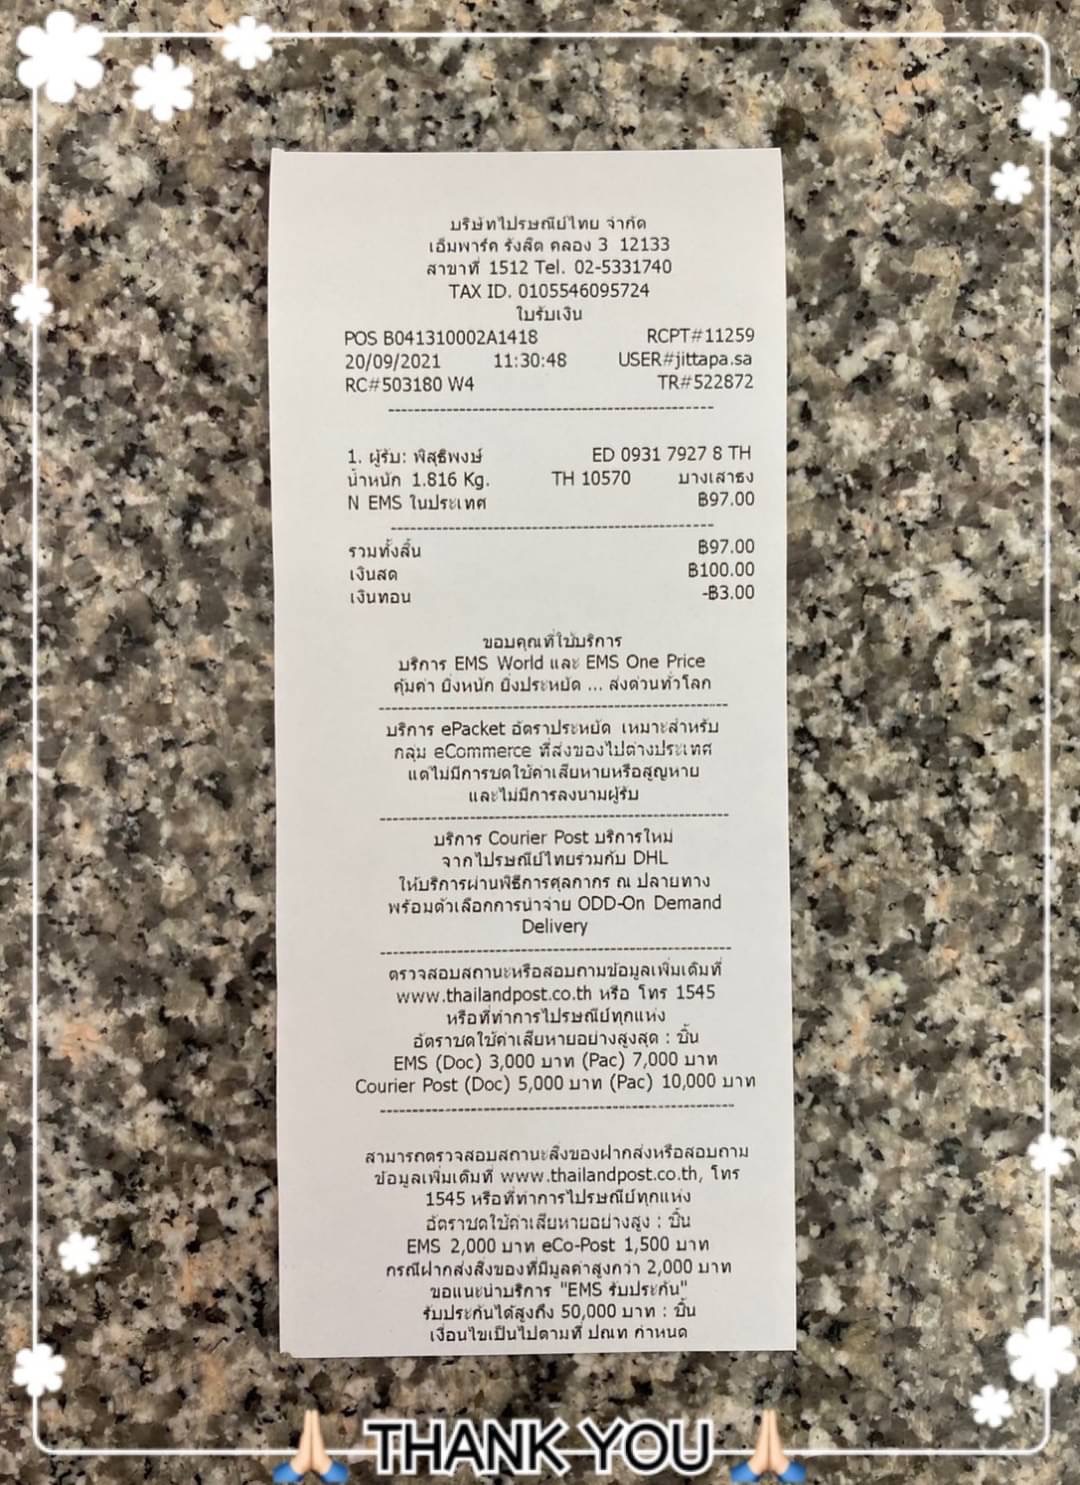 บริษัทไปรษณีย์ไทย จำกัด
เอ็มพาร์ค รังสิต คลอง 3 12133
สาขาที่ 1512 Tel. 02-5331740
TAX ID. 0105546095724
ใบรับเงิน
POS B041310002A1418 RCPT#11259
20/09/2021 11:30:48 USER#jittapa.sa
RC#503180 W4 TR#522872
1. ผู้รับ: พิสุธิพงษ์ ED 0931 7927 8 TH
น้ำหนัก 1.816 Kg. TH 10570 บางเสาธง
N EMS ในประเทศ ฿97.00
รวมทั้งสิ้น ฿97.00
เงินสด ฿100.00
เงินทอน -฿3.00
ขอบคุณที่ใช้บริการ
บริการ EMS World และ EMS One Price
คุ้มค่า ยิ่งหนัก ยิ่งประหยัด ... ส่งด่วนทั่วโลก
บริการ ePacket อัตราประหยัด เหมาะสำหรับ
กลุ่ม eCommerce ที่ส่งของไปต่างประเทศ
แต่ไม่มีการชดใช้ค่าเสียหายหรือสูญหาย
และไม่มีการลงนามผู้รับ
บริการ Courier Post บริการใหม่
จากไปรษณีย์ไทยร่วมกับ DHL
ให้บริการผ่านพิธีการศุลกากร ณ ปลายทาง
พร้อมตัวเลือกการนำจ่าย ODD-On Demand
Delivery
ตรวจสอบสถานะหรือสอบถามข้อมูลเพิ่มเติมที่
www.thailandpost.co.th หรือ โทร 1545
หรือที่ทำการไปรษณีย์ทุกแห่ง
อัตราชดใช้ค่าเสียหายอย่างสูงสุด : ชิ้น
EMS (Doc) 3,000 บาท (Pac) 7,000 บาท
Courier Post (Doc) 5,000 บาท (Pac) 10,000 บาท
สามารถตรวจสอบสถานะสิ่งของฝากส่งหรือสอบถาม
ข้อมูลเพิ่มเติมที่ www.thailandpost.co.th, โทร
1545 หรือที่ทำการไปรษณีย์ทุกแห่ง
อัตราชดใช้ค่าเสียหายอย่างสูง : ชิ้น
EMS 2,000 บาท eCo-Post 1,500 บาท
กรณีฝากส่งสิ่งของที่มีมูลค่าสูงกว่า 2,000 บาท
ขอแนะนำบริการ "EMS รับประกัน"
รับประกันได้สูงถึง 50,000 บาท : ชิ้น
เงื่อนไขเป็นไปตามที่ ปณท กำหนด
THANK YOU